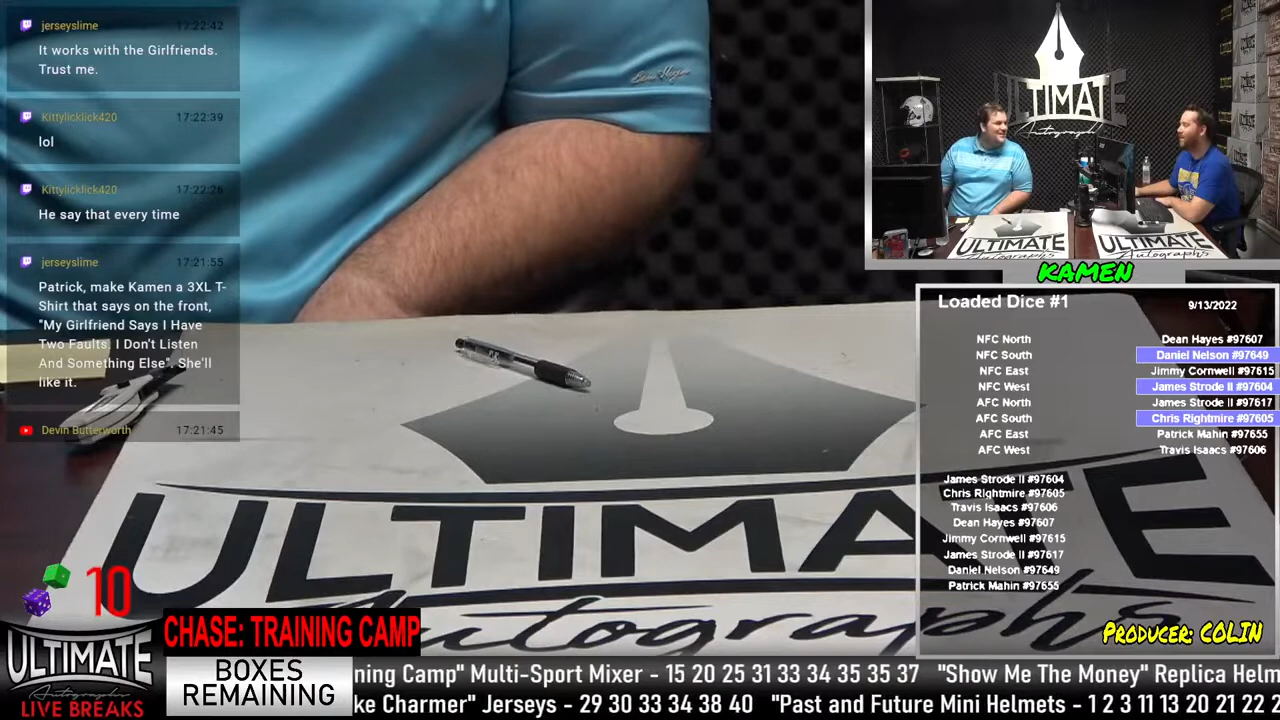 jerseyslime 17:22:42
It works with the Girlfriends.
Trust me.
Kittylicklick420 17:22:39
lol
Kittylicklick420 17:22:26
He say that every time
jerseyslime 17:21:55
Patrick, make Kamen a 3XL T-
Shirt that says on the front,
"My Girlfriend Says I Have
Two Faults. I Don't Listen
And Something Else". She'll
like it.
Devin Butterworth 17:21:45
ULTIMATE
Autographs
ULTIMATE
Autographs
ULTIMATE
Autographs
ULTIMATE
Autographs
KAMEN
Loaded Dice #1 9/13/2022
NFC North Dean Hayes #97607
NFC South Daniel Nelson #97649
NFC East Jimmy Cornwell #97615
NFC West James Strode II #97604
AFC North James Strode II #97617
AFC South Chris Rightmire #97605
AFC East Patrick Mahin #97655
AFC West Travis Isaacs #97606
James Strode II #97604
Chris Rightmire #97605
Travis Isaacs #97606
Dean Hayes #97607
Jimmy Cornwell #97615
James Strode II #97617
Daniel Nelson #97649
Patrick Mahin #97655
Producer: COLIN
10
CHASE: TRAINING CAMP
BOXES
REMAINING
ULTIMATE
Autographs
LIVE BREAKS
ning Camp" Multi-Sport Mixer - 15 20 25 31 33 34 35 35 37 "Show Me The Money" Replica Helm
ke Charmer" Jerseys - 29 30 33 34 38 40 "Past and Future Mini Helmets - 1 2 3 11 13 20 21 22 2